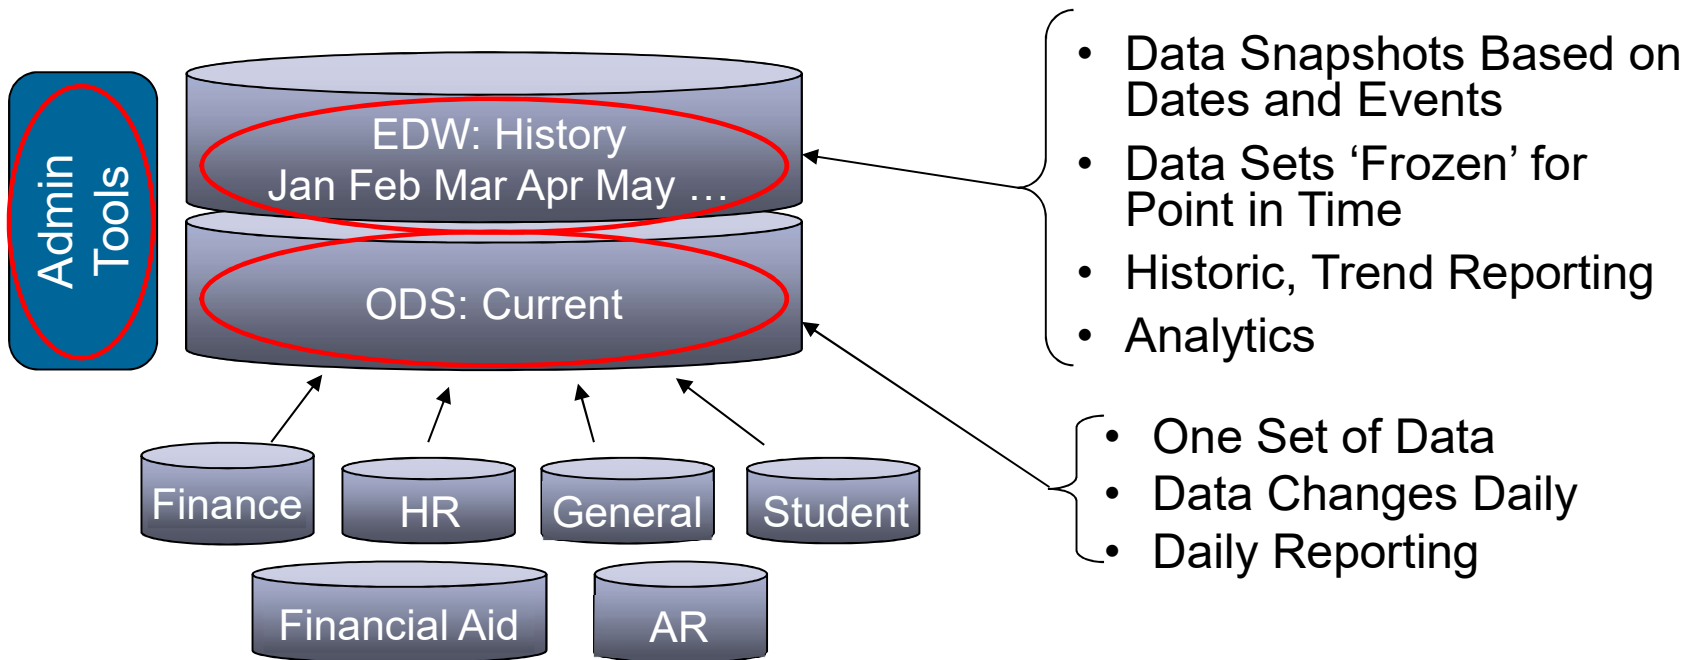 Admin
Tools
EDW: History
Jan Feb Mar Apr May …
ODS: Current
Finance
HR
General
Student
Financial Aid
AR
• Data Snapshots Based on
Dates and Events
• Data Sets ‘Frozen’ for
Point in Time
• Historic, Trend Reporting
• Analytics
• One Set of Data
• Data Changes Daily
• Daily Reporting